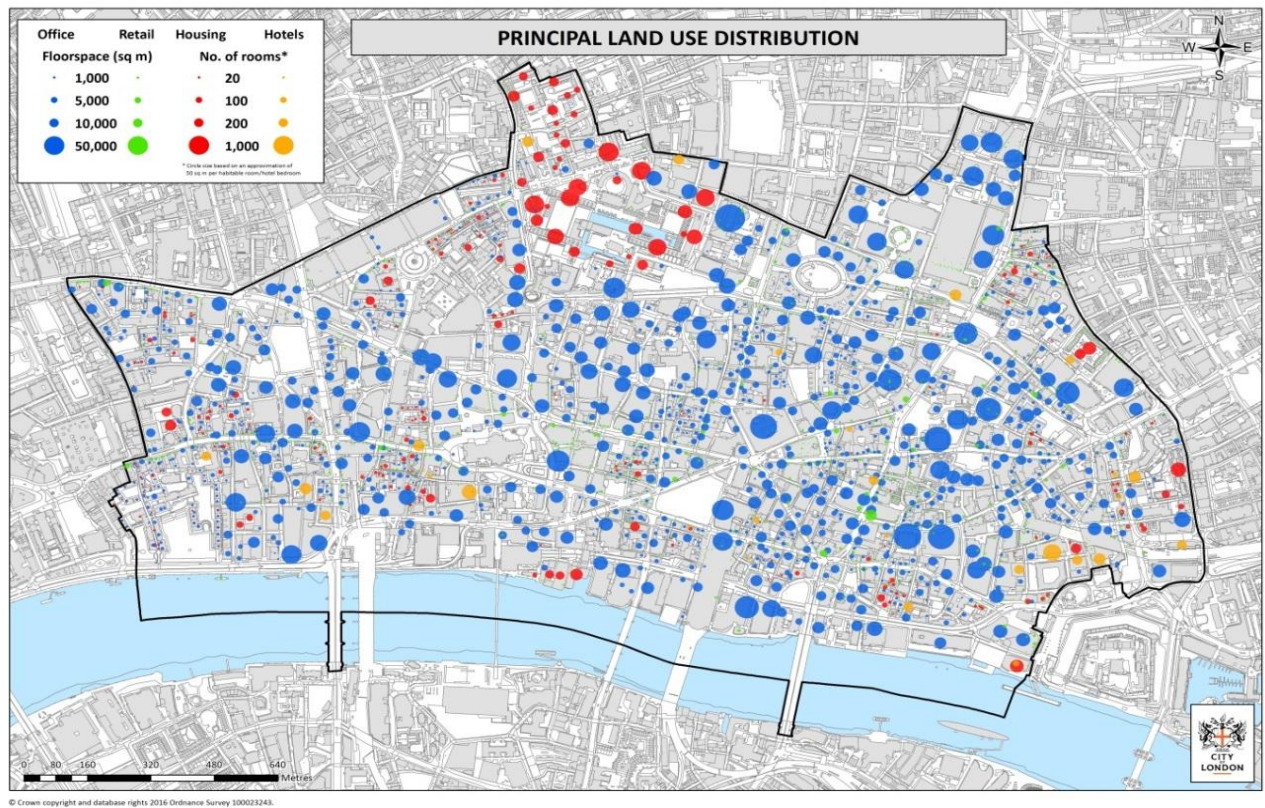 PRINCIPAL LAND USE DISTRIBUTION
Office Retail Housing Hotels
Floorspace (sq m) No. of rooms*
1,000 20
5,000 100
10,000 200
50,000 1,000
* Circle size based on an approximation of
50 sq m per habitable room/hotel bedroom
N
W E
S
0 80 160 320 480 640
Metres
CITY
OF
LONDON
© Crown copyright and database rights 2016 Ordnance Survey 100023243.